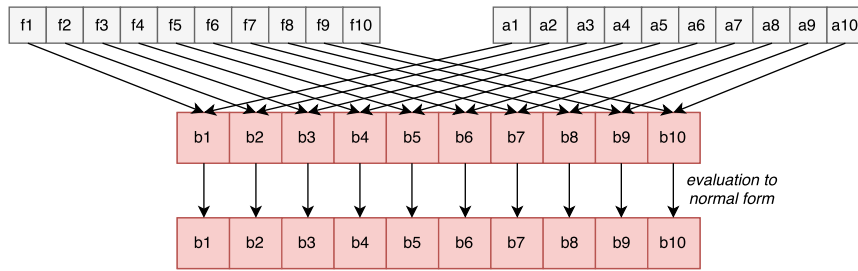 f1 f2 f3 f4 f5 f6 f7 f8 f9 f10 a1 a2 a3 a4 a5 a6 a7 a8 a9 a10
b1 b2 b3 b4 b5 b6 b7 b8 b9 b10
evaluation to
normal form
b1 b2 b3 b4 b5 b6 b7 b8 b9 b10